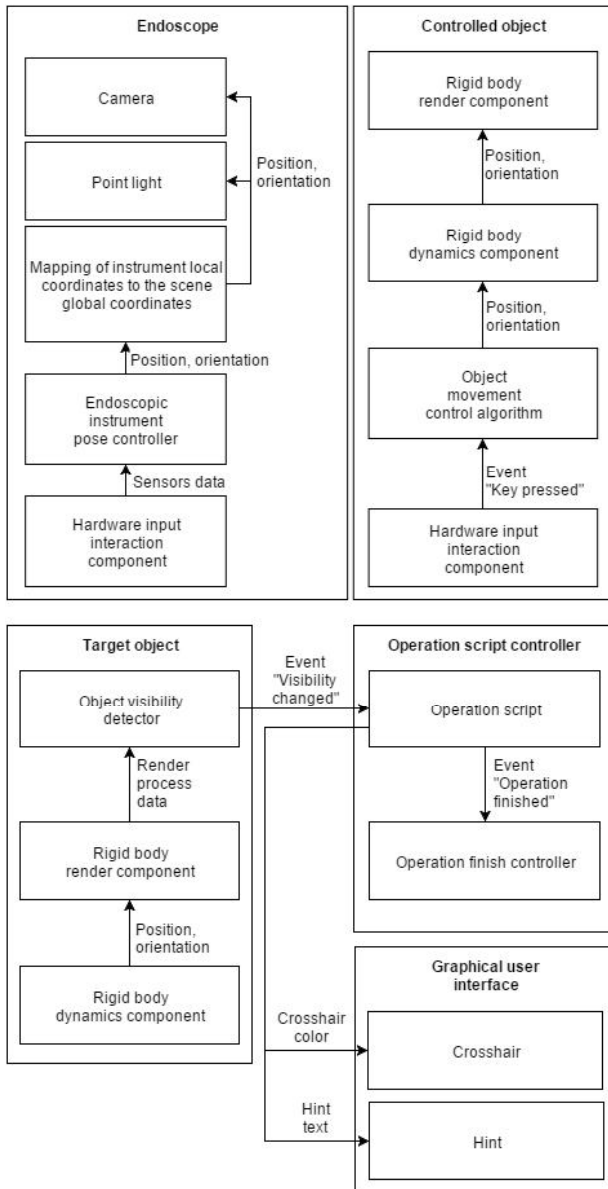 Endoscope
Camera
Point light
Position,
orientation
Mapping of instrument local
coordinates to the scene
global coordinates
Position, orientation
Endoscopic
instrument
pose controller
Sensors data
Hardware input
interaction
component
Controlled object
Rigid body
render component
Position,
orientation
Rigid body
dynamics component
Position,
orientation
Object
movement
control algorithm
Event
"Key pressed"
Hardware input
interaction
component
Target object
Object visibility
detector
Render
process
data
Rigid body
render component
Position,
orientation
Rigid body
dynamics component
Event
"Visibility
changed"
Operation script controller
Operation script
Event
"Operation
finished"
Operation finish controller
Graphical user
interface
Crosshair
color
Crosshair
Hint
text
Hint